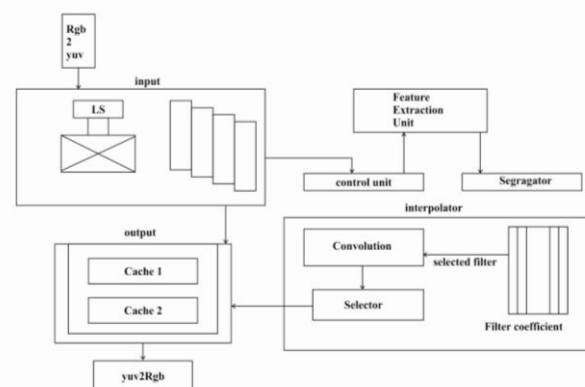 Rgb
2
yuv
input
LS
Feature
Extraction
Unit
control unit
Segragator
interpolator
output
Convolution
selected filter
Cache 1
Selector
Cache 2
Filter coefficient
yuv2Rgb